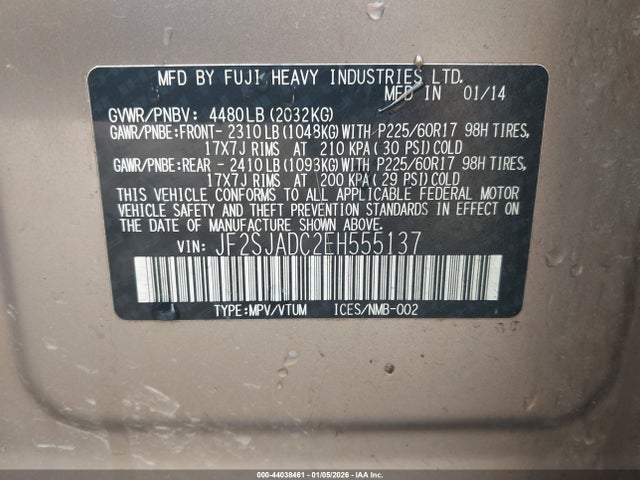 MFD BY FUJI HEAVY INDUSTRIES LTD.
MFD IN 01/14
GVWR/PNBV: 4480LB(2032KG)
GAWR/PNBE:FRONT- 2310LB(1048KG)WITH P225/60R17 98H TIRES,
17X7J RIMS AT 210 KPA(30 PSI)COLD
GAWR/PNBE:REAR - 2410LB(1093KG)WITH P225/60R17 98H TIRES,
17X7J RIMS AT 200 KPA(29 PSI)COLD
THIS VEHICLE CONFORMS TO ALL APPLICABLE FEDERAL MOTOR
VEHICLE SAFETY AND THEFT PREVENTION STANDARDS IN EFFECT ON
THE DATE OF MANUFACTURE SHOWN ABOVE.
VIN: JF2SJADC2EH555137
TYPE:MPV/VTUM ICES/NMB-002
000-44038461 - 01/05/2026 - IAA Inc.